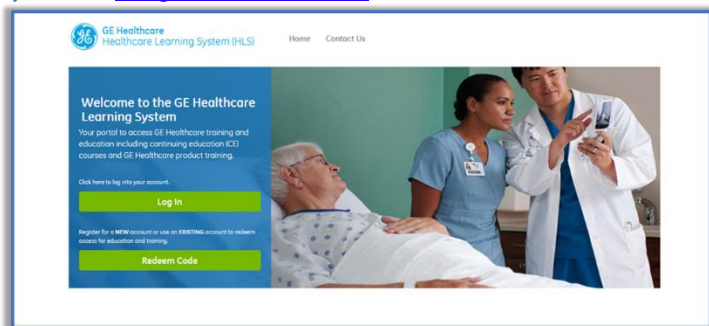 GE Healthcare
Healthcare Learning System (HLS)
Home Contact Us
Welcome to the GE Healthcare
Learning System
Your portal to access GE Healthcare training and
education including continuing education (CE)
courses and GE Healthcare product training.
Click here to log into your account.
Log In
Register for a NEW account or use an EXISTING account to redeem
access for education and training.
Redeem Code